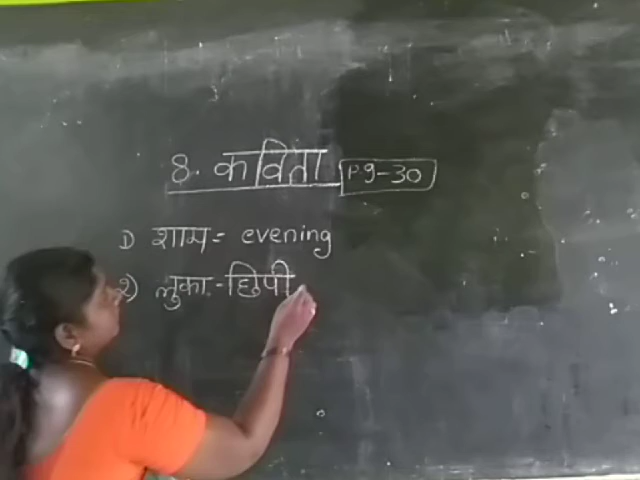 8. कविता Pg-30
1) शाम = evening
2) लुका-छिपी